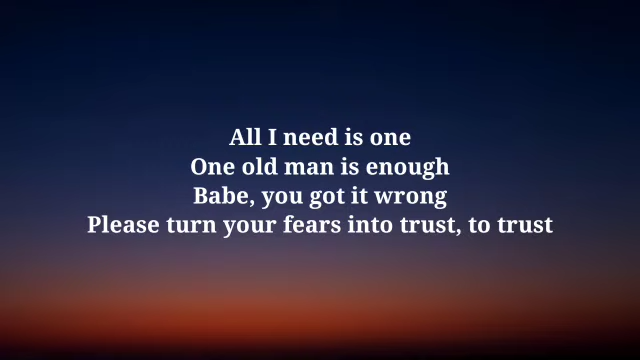 All I need is one
One old man is enough
Babe, you got it wrong
Please turn your fears into trust, to trust